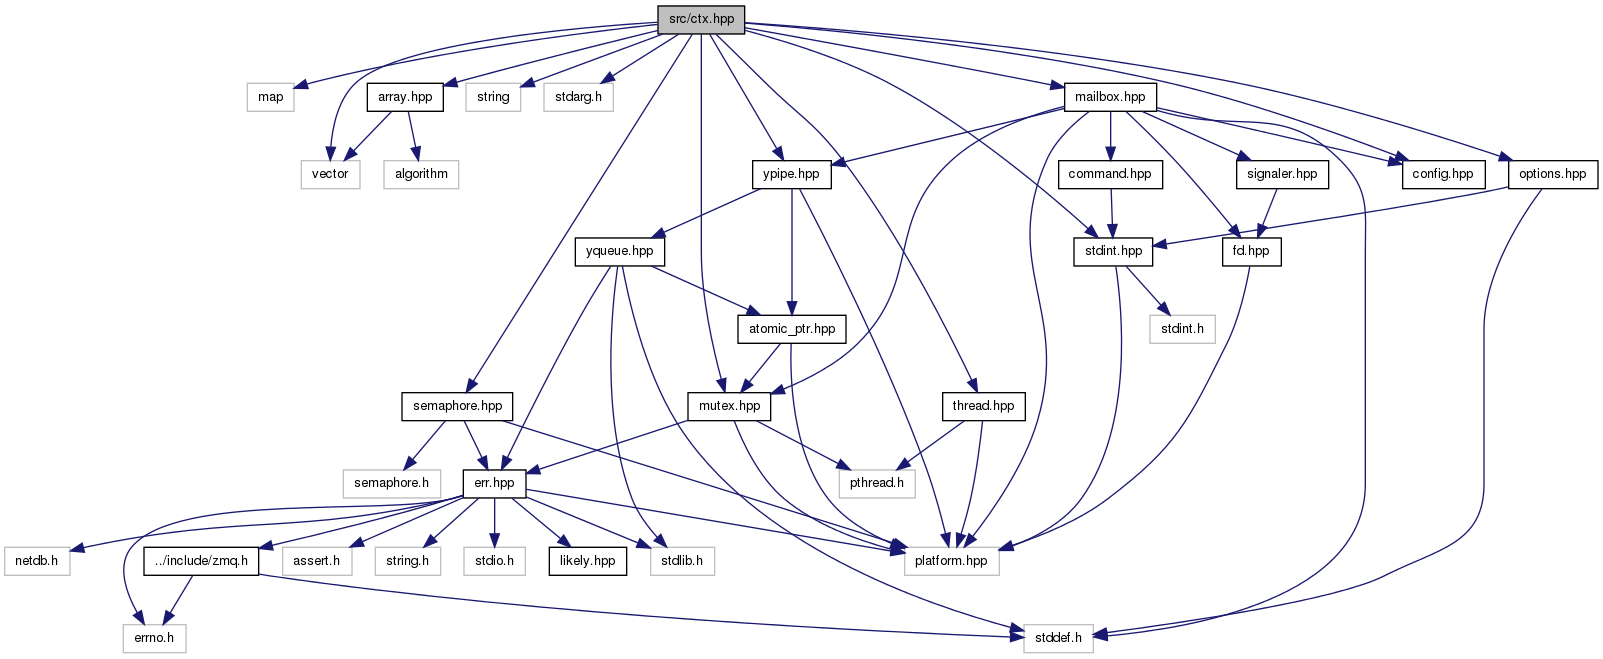 src/ctx.hpp
map
array.hpp
string
stdarg.h
mailbox.hpp
vector
algorithm
ypipe.hpp
command.hpp
signaler.hpp
config.hpp
options.hpp
yqueue.hpp
stdint.hpp
fd.hpp
atomic_ptr.hpp
stdint.h
semaphore.hpp
mutex.hpp
thread.hpp
semaphore.h
err.hpp
pthread.h
netdb.h
../include/zmq.h
assert.h
string.h
stdio.h
likely.hpp
stdlib.h
platform.hpp
errno.h
stddef.h